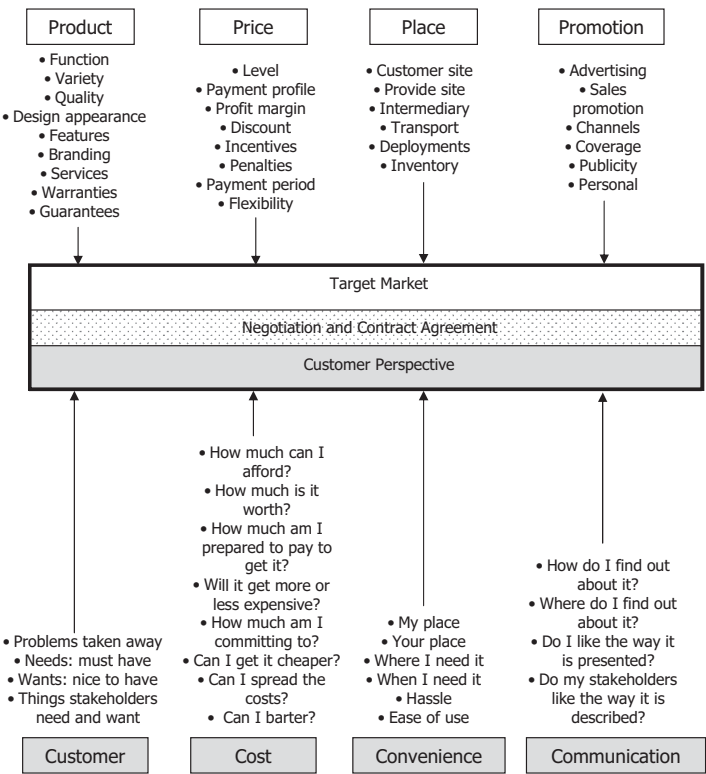 Product
• Function
• Variety
• Quality
• Design appearance
• Features
• Branding
• Services
• Warranties
• Guarantees
Price
• Level
• Payment profile
• Profit margin
• Discount
• Incentives
• Penalties
• Payment period
• Flexibility
Place
• Customer site
• Provide site
• Intermediary
• Transport
• Deployments
• Inventory
Promotion
• Advertising
• Sales
promotion
• Channels
• Coverage
• Publicity
• Personal
Target Market
Negotiation and Contract Agreement
Customer Perspective
• Problems taken away
• Needs: must have
• Wants: nice to have
• Things stakeholders
need and want
Customer
• How much can I
afford?
• How much is it
worth?
• How much am I
prepared to pay to
get it?
• Will it get more or
less expensive?
• How much am I
committing to?
• Can I get it cheaper?
• Can I spread the
costs?
• Can I barter?
Cost
• My place
• Your place
• Where I need it
• When I need it
• Hassle
• Ease of use
Convenience
• How do I find out
about it?
• Where do I find out
about it?
• Do I like the way it
is presented?
• Do my stakeholders
like the way it is
described?
Communication